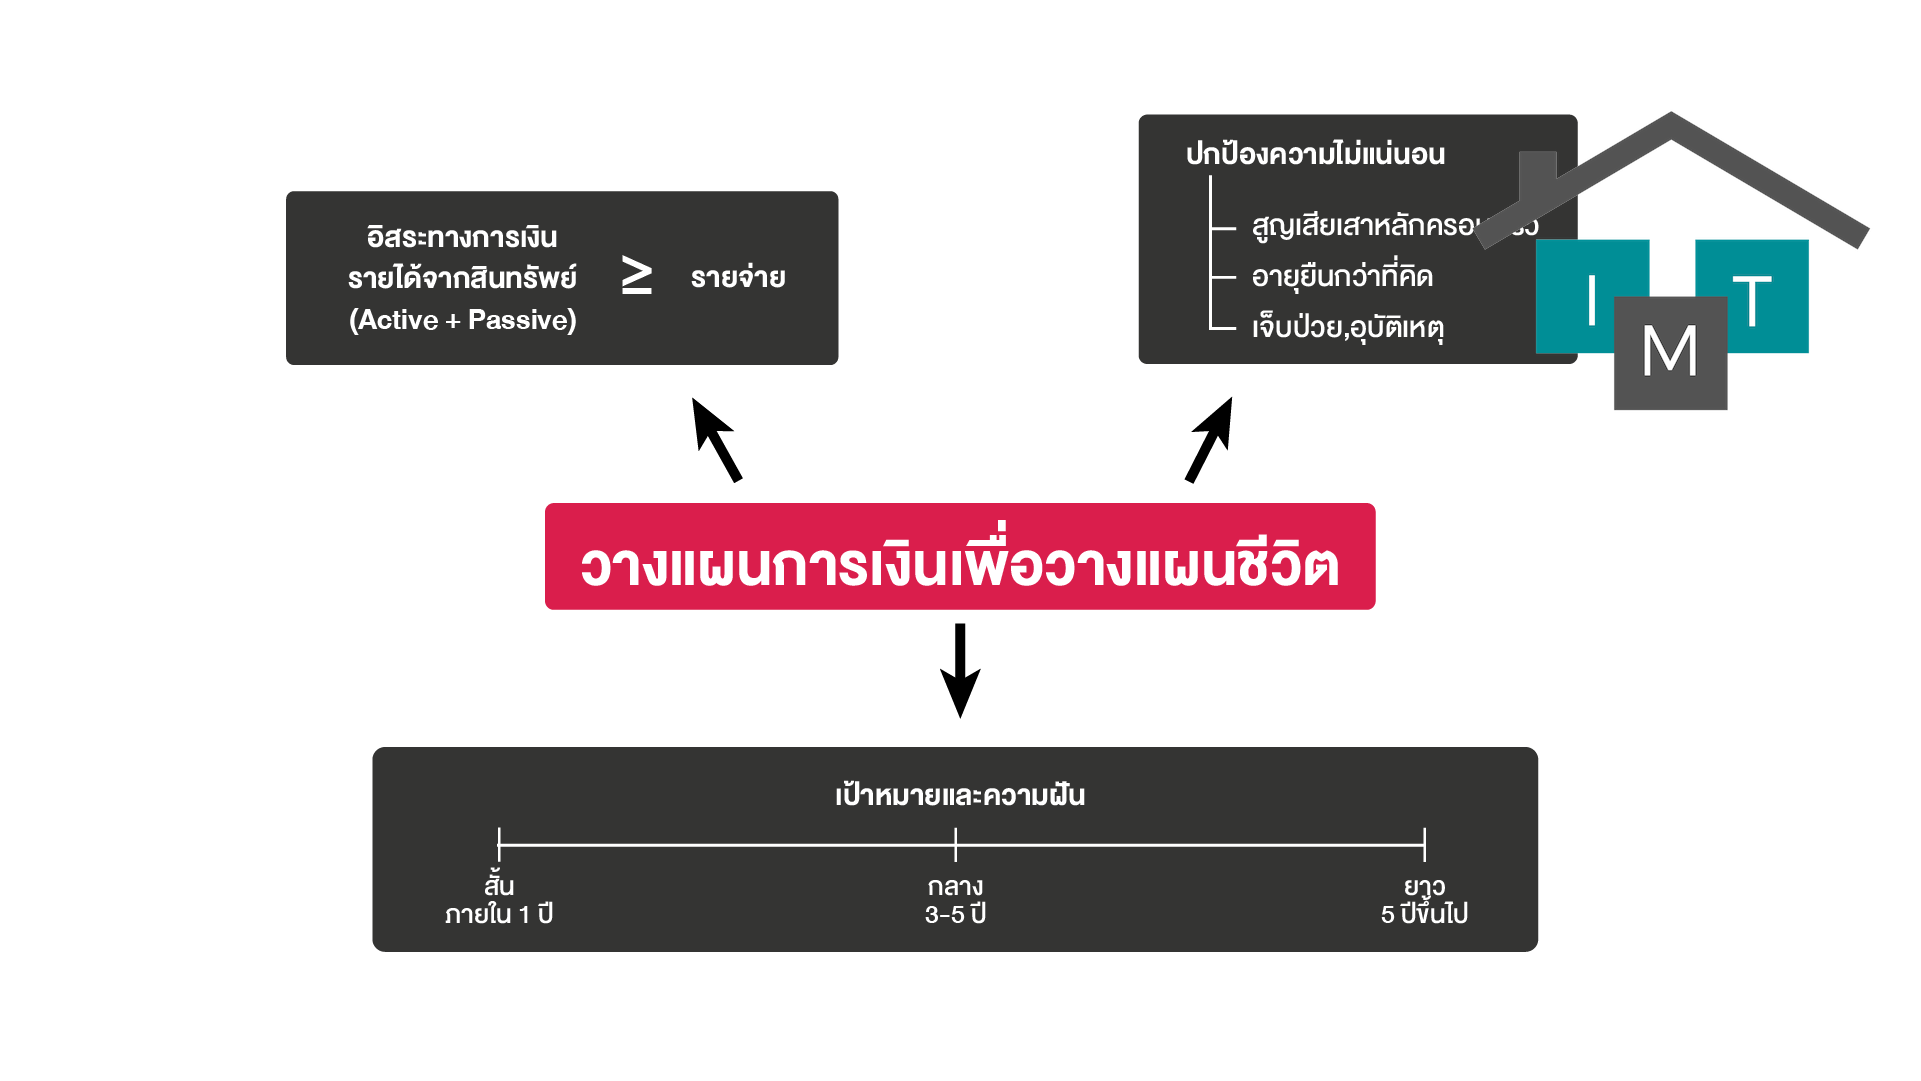 อิสระทางการเงิน
รายได้จากสินทรัพย์
(Active + Passive)
≥
รายจ่าย
ปกป้องความไม่แน่นอน
สูญเสียเสาหลัก
อายุยืนกว่าที่คิด
เจ็บป่วย,อุบัติเหตุ
I
M
T
วางแผนการเงินเพื่อวางแผนชีวิต
เป้าหมายและความฝัน
สั้น
ภายใน 1 ปี
กลาง
3-5 ปี
ยาว
5 ปีขึ้นไป